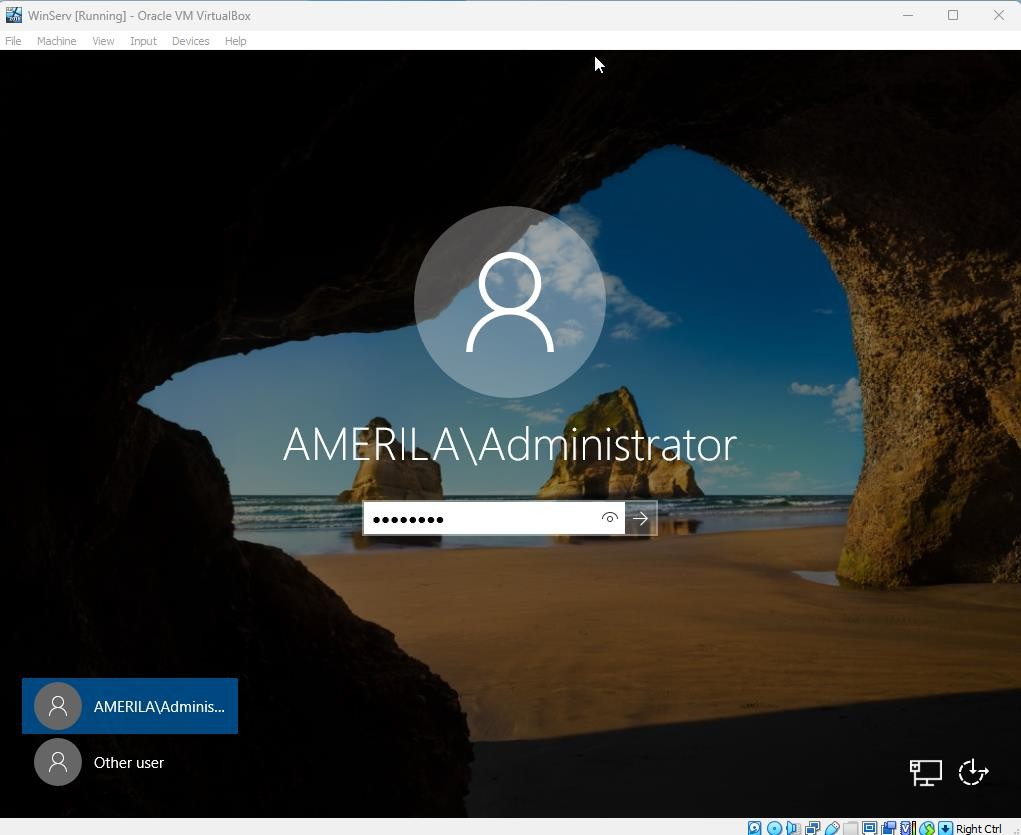 WinServ [Running] - Oracle VM VirtualBox
File Machine View Input Devices Help
AMERILA\Administrator
●●●●●●●●
AMERILA\Adminis...
Other user
Right Ctrl